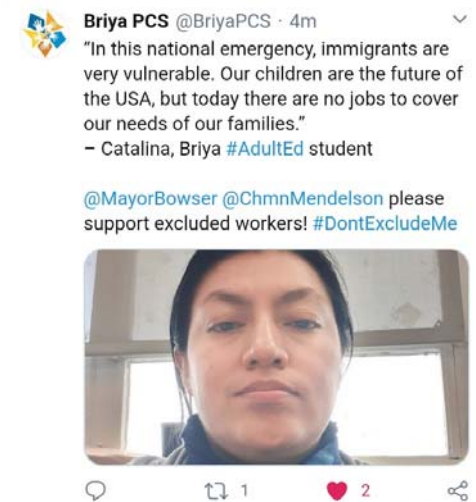 Briya PCS @BriyaPCS · 4m
“In this national emergency, immigrants are
very vulnerable. Our children are the future of
the USA, but today there are no jobs to cover
our needs of our families.”
– Catalina, Briya #AdultEd student
@MayorBowser @ChmnMendelson please
support excluded workers! #DontExcludeMe
1
2